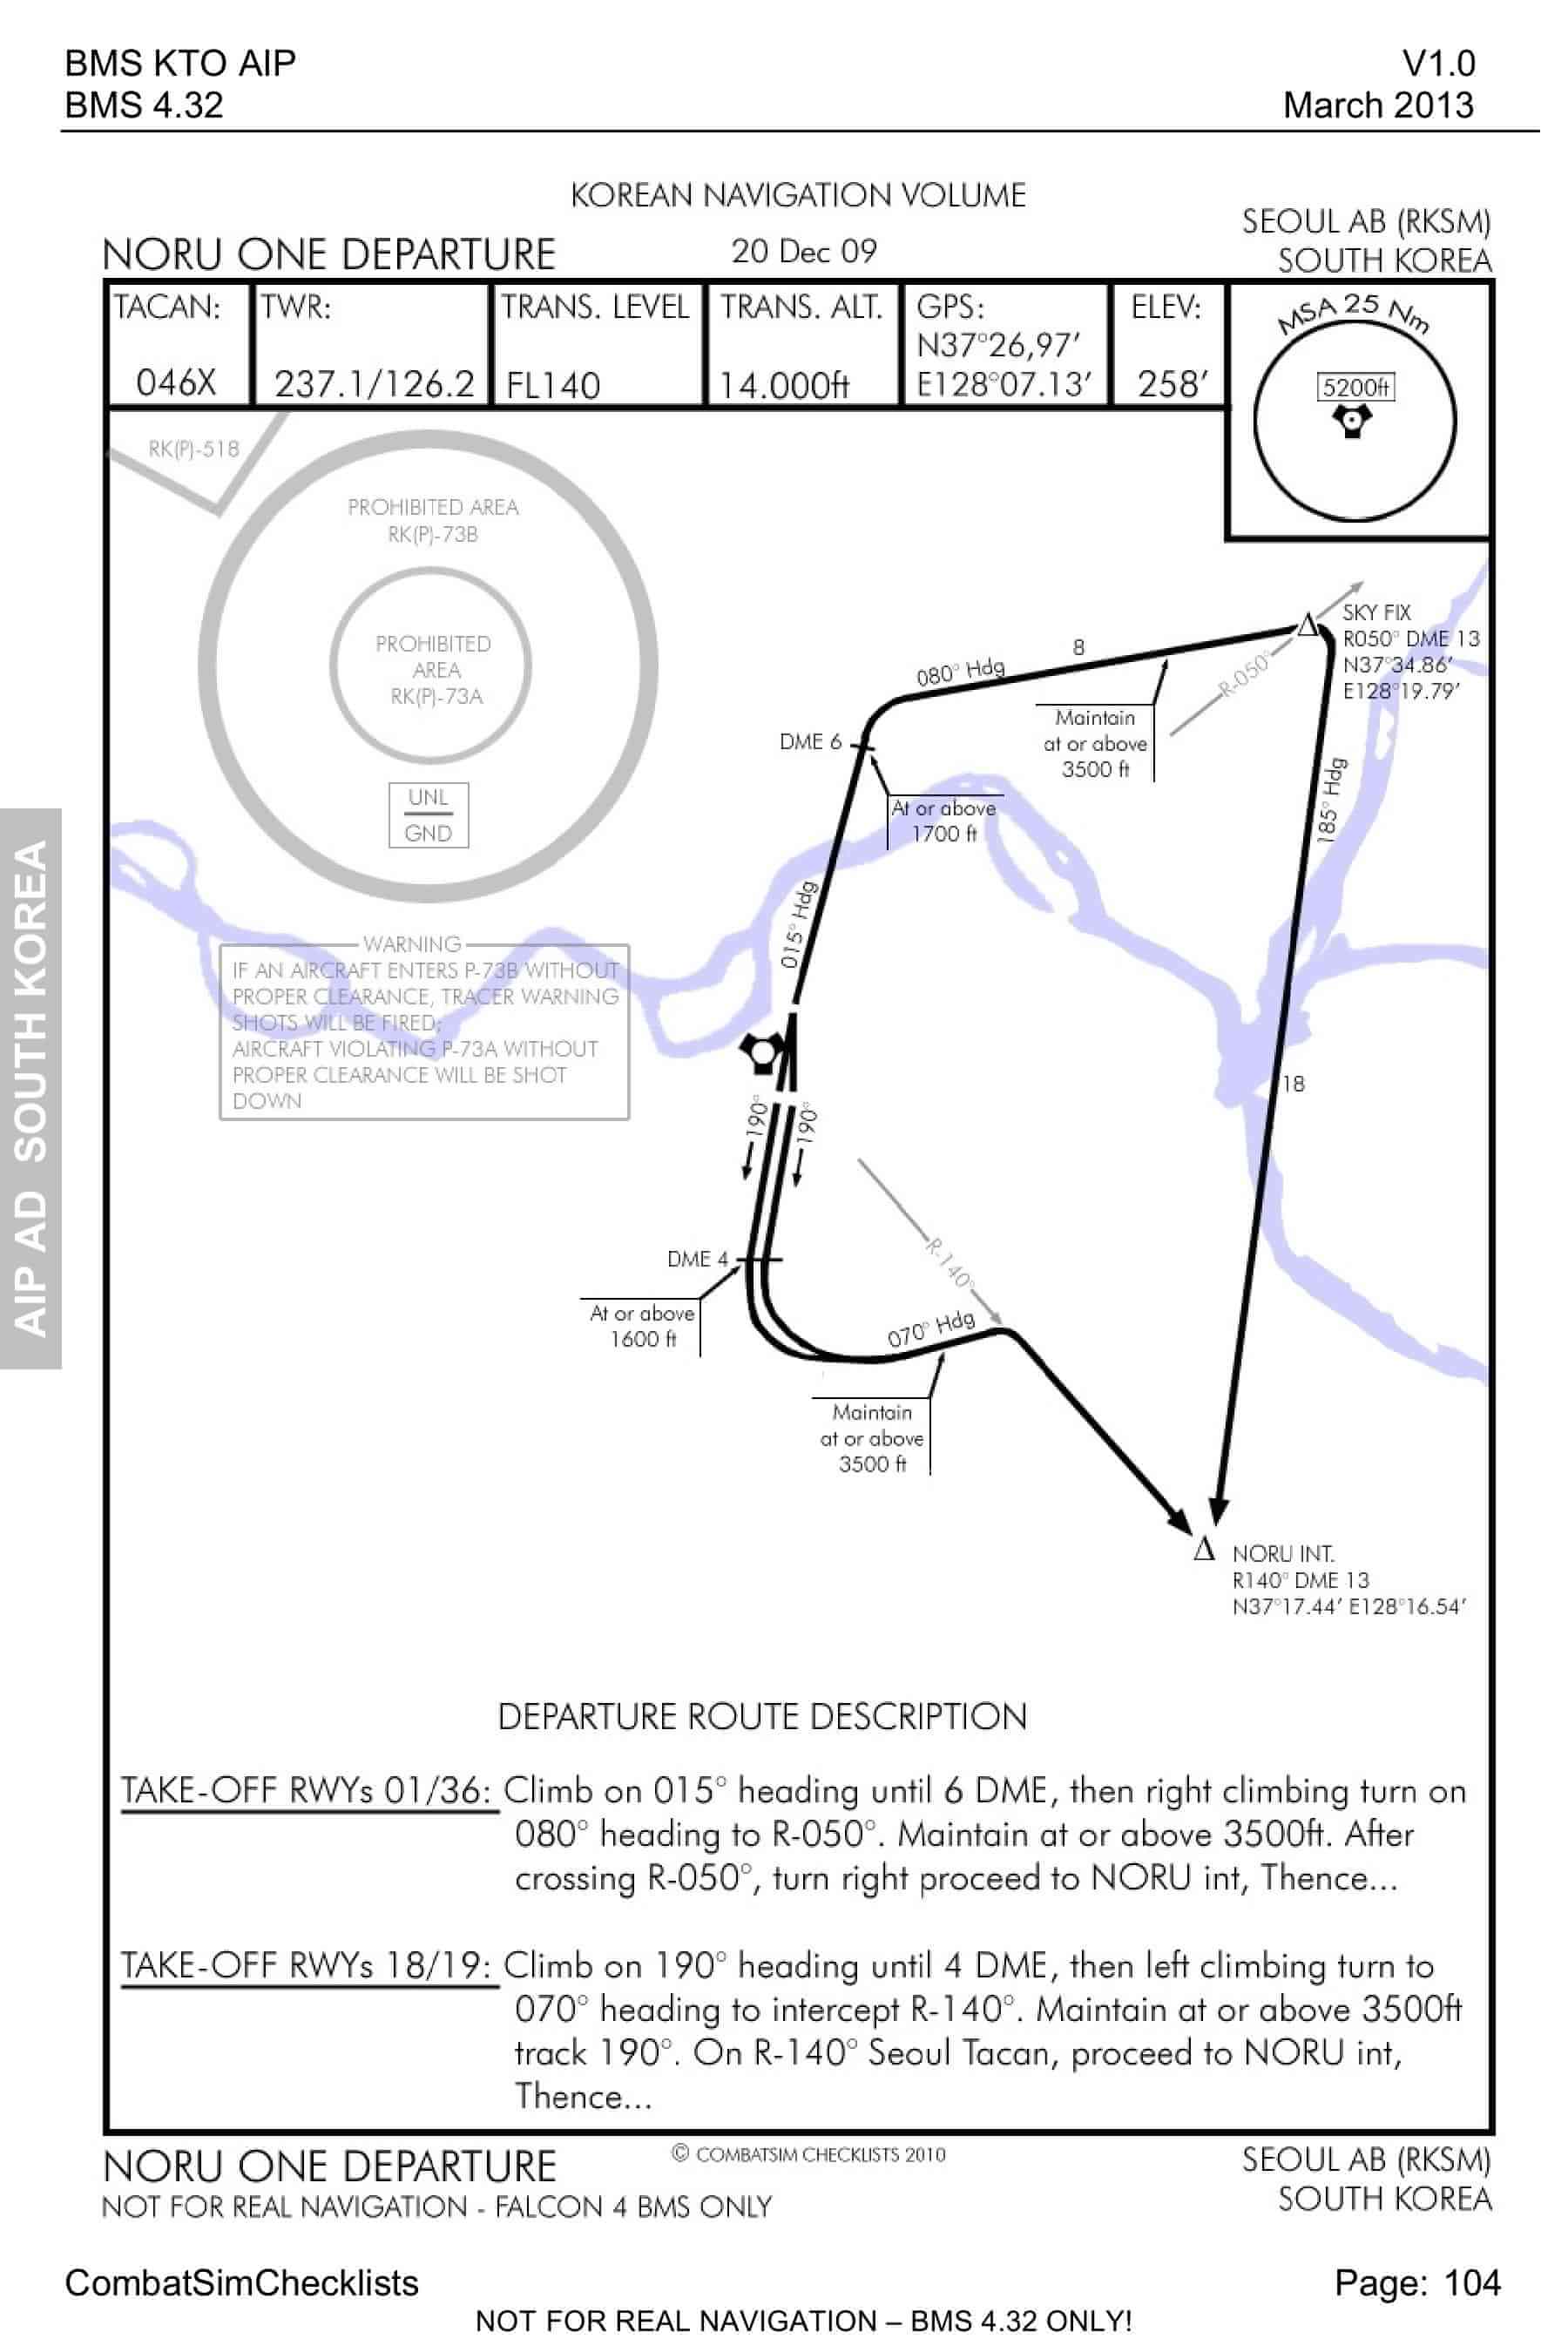 BMS KTO AIP
V1.0
BMS 4.32
March 2013
KOREAN NAVIGATION VOLUME
NORU ONE DEPARTURE
20 Dec 09
SEOUL AB (RKSM)
SOUTH KOREA
TACAN:
046X
TWR:
237.1/126.2
TRANS. LEVEL
FL140
TRANS. ALT.
14.000ft
GPS:
N37°26,97'
E128°07.13'
ELEV:
258'
MSA 25 Nm
5200ft
RK(P)-518
PROHIBITED AREA
RK(P)-73B
PROHIBITED
AREA
RK(P)-73A
UNL
GND
SKY FIX
R050° DME 13
N37°34.86'
E128°19.79'
8
080° Hdg
R-050°
Maintain
at or above
3500 ft
DME 6
At or above
1700 ft
185° Hdg
015° Hdg
WARNING
IF AN AIRCRAFT ENTERS P-73B WITHOUT
PROPER CLEARANCE, TRACER WARNING
SHOTS WILL BE FIRED;
AIRCRAFT VIOLATING P-73A WITHOUT
PROPER CLEARANCE WILL BE SHOT
DOWN
18
190°
190°
R-140°
DME 4
At or above
1600 ft
070° Hdg
Maintain
at or above
3500 ft
NORU INT.
R140° DME 13
N37°17.44' E128°16.54'
AIP AD SOUTH KOREA
DEPARTURE ROUTE DESCRIPTION
TAKE-OFF RWYs 01/36: Climb on 015° heading until 6 DME, then right climbing turn on
080° heading to R-050°. Maintain at or above 3500ft. After
crossing R-050°, turn right proceed to NORU int, Thence...
TAKE-OFF RWYs 18/19: Climb on 190° heading until 4 DME, then left climbing turn to
070° heading to intercept R-140°. Maintain at or above 3500ft
track 190°. On R-140° Seoul Tacan, proceed to NORU int,
Thence...
NORU ONE DEPARTURE
© COMBATSIM CHECKLISTS 2010
SEOUL AB (RKSM)
NOT FOR REAL NAVIGATION - FALCON 4 BMS ONLY
SOUTH KOREA
CombatSimChecklists
Page: 104
NOT FOR REAL NAVIGATION – BMS 4.32 ONLY!